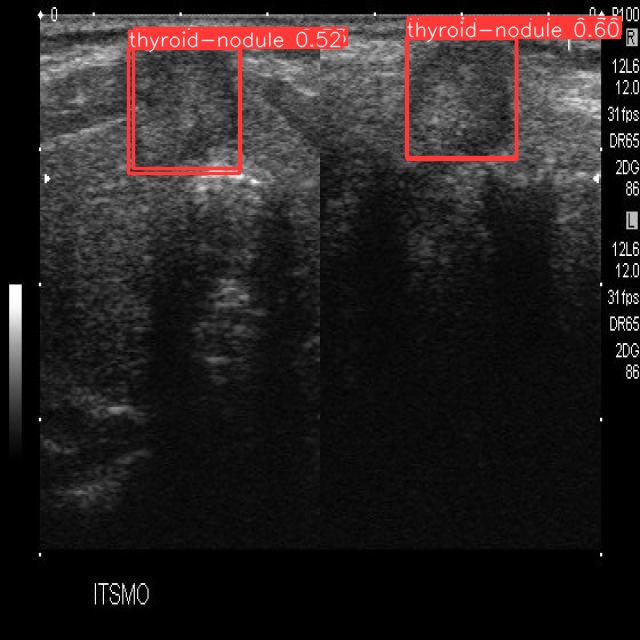 thyroid-nodule 0.52
thyroid-nodule 0.60
0
0
P100
R
12L6
12.0
31fps
DR65
2DG
86
L
12L6
12.0
31fps
DR65
2DG
86
ITSMO